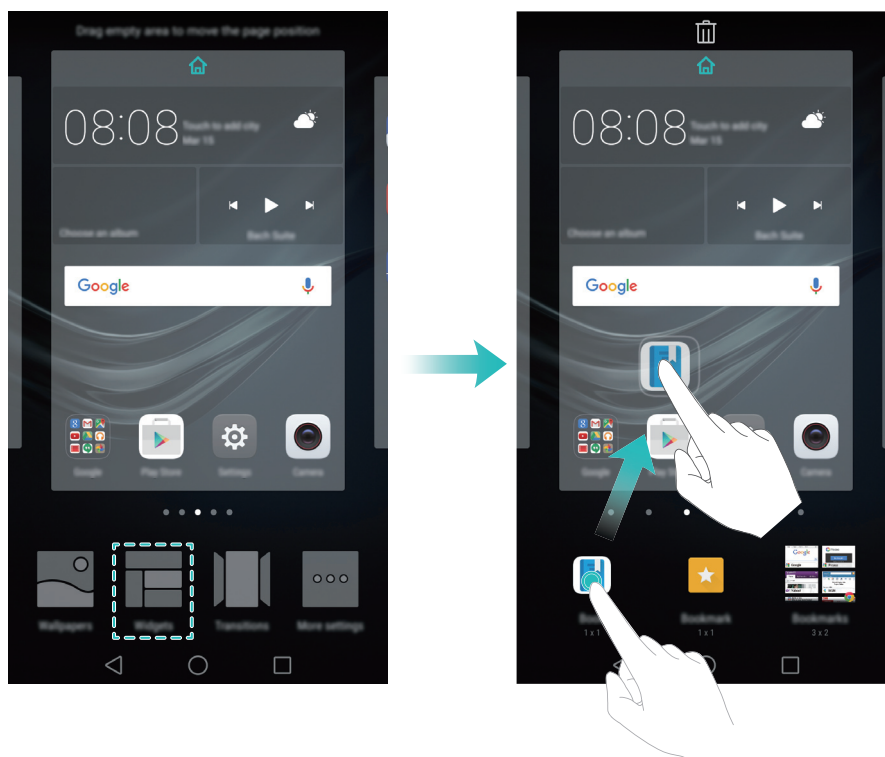 Drag empty area to move the page position
08:08
Touch to add city
Mar 15
Choose an album
Bach Suite
Google
Google
Play Store
Settings
Camera
Wallpapers
Widgets
Transitions
More settings
08:08
Touch to add city
Mar 15
Choose an album
Bach Suite
Google
Google
Camera
Bookmark
Bookmarks
1 x 1
1 x 1
3 x 2